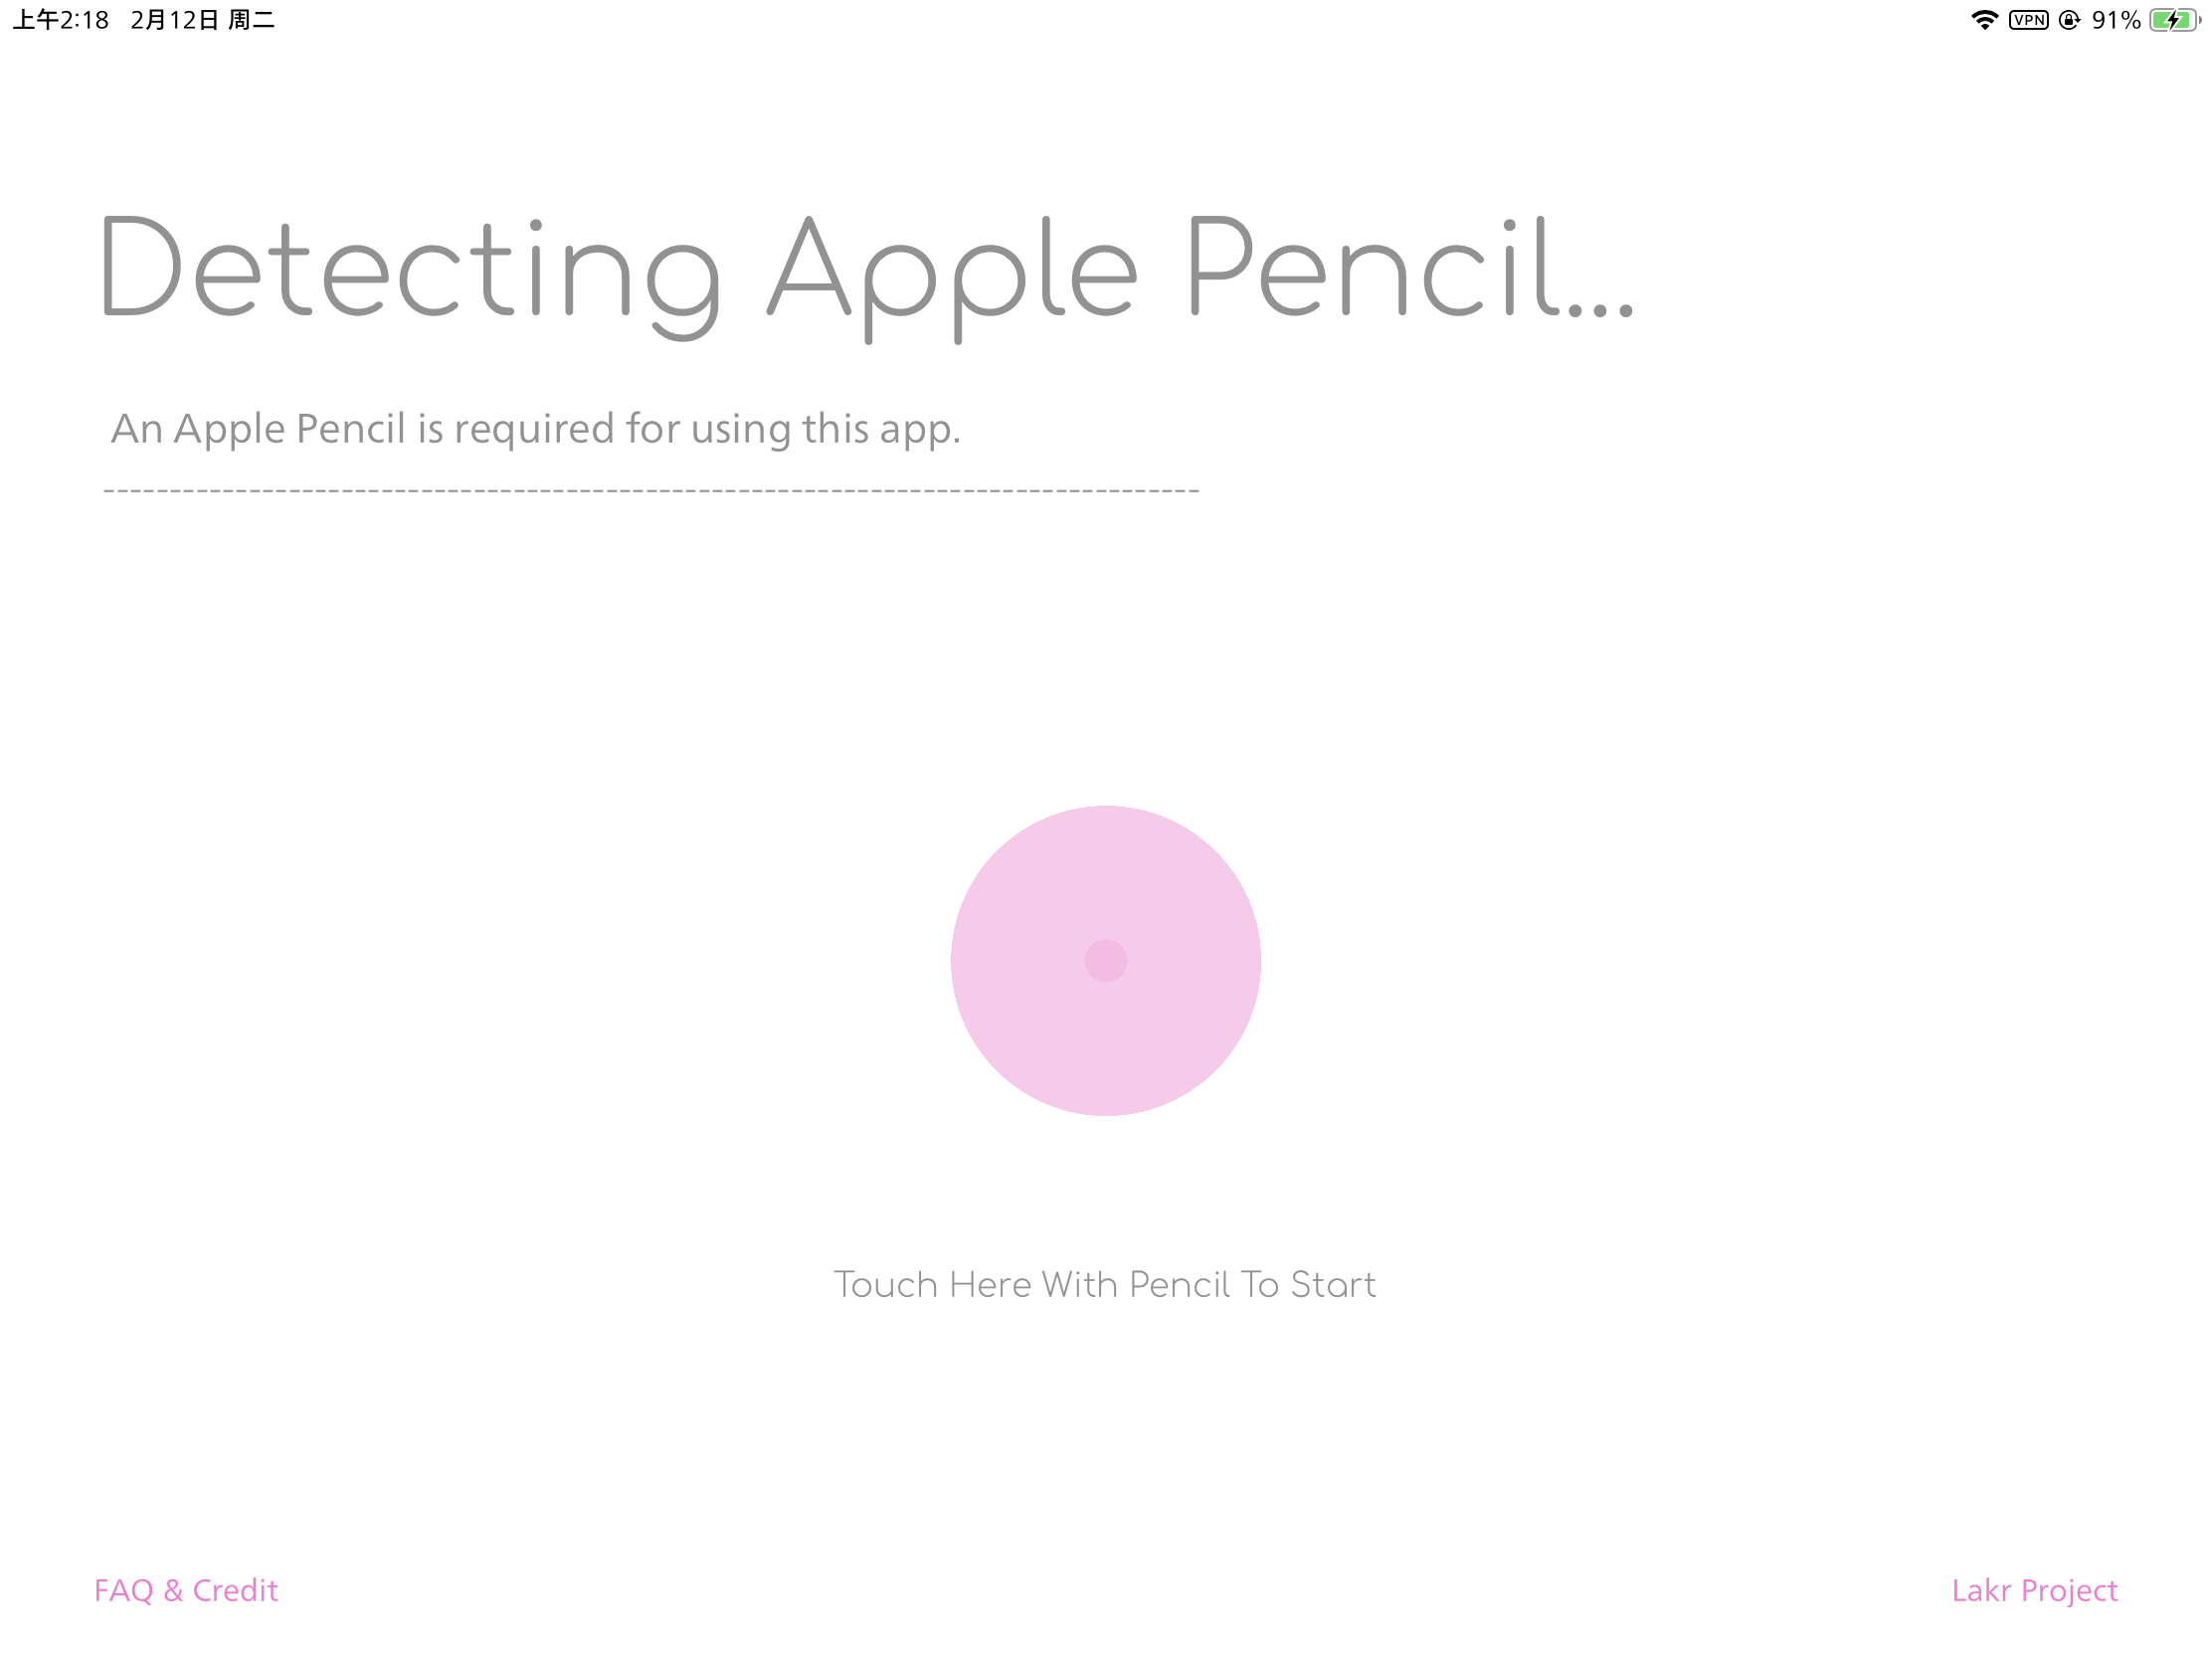 上午2:18 2月12日 周二 VPN 91%
Detecting Apple Pencil...
An Apple Pencil is required for using this app.
Touch Here With Pencil To Start
FAQ & Credit Lakr Project